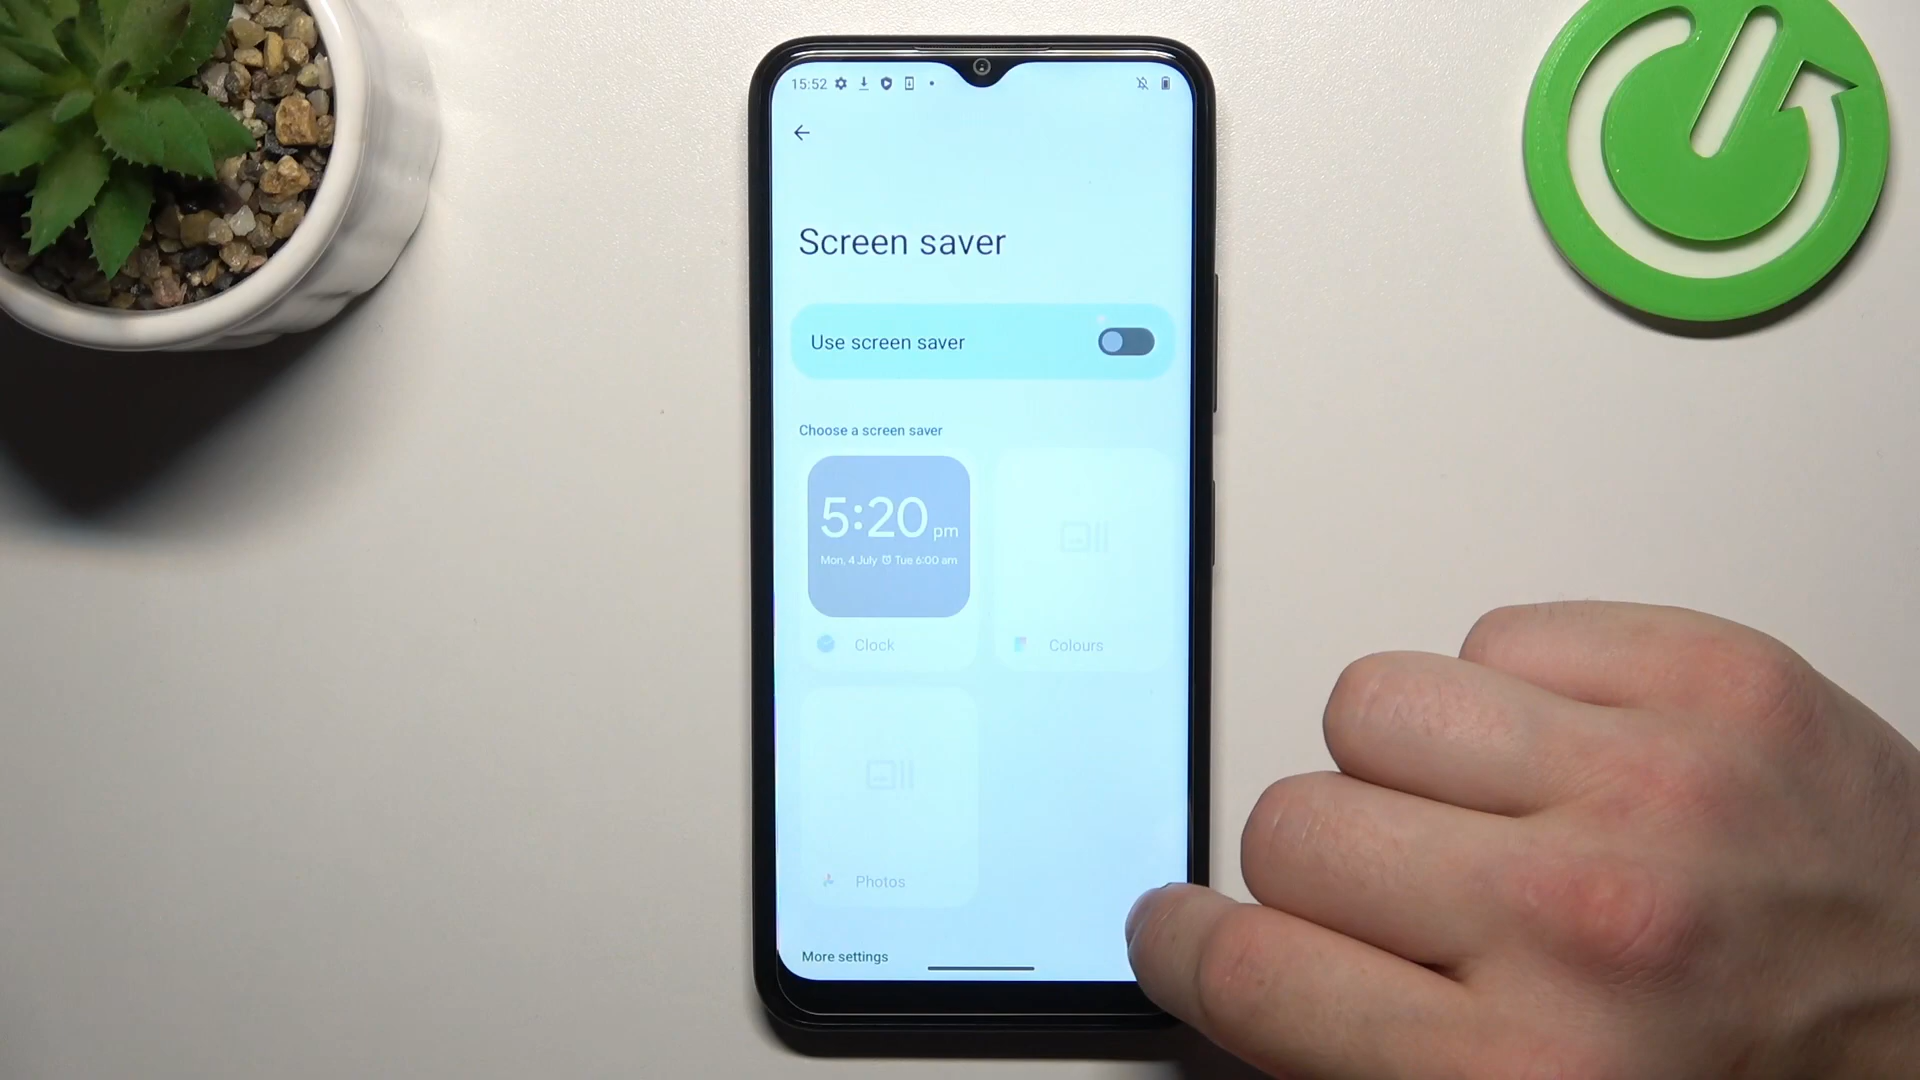 15:52
Screen saver
Use screen saver
Choose a screen saver
5:20 pm
Mon, 4 July Tue 6:00 am
Clock
Colours
Photos
More settings